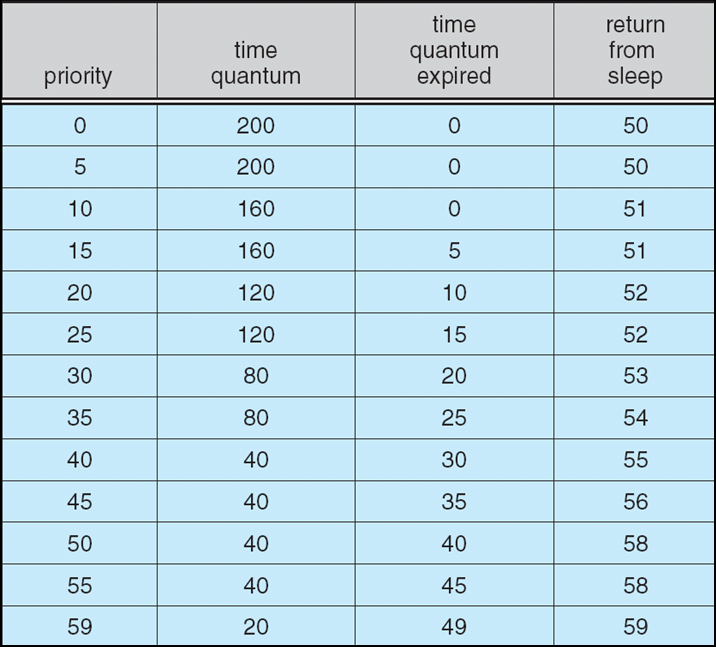 priority time quantum time quantum expired return from sleep
0 200 0 50
5 200 0 50
10 160 0 51
15 160 5 51
20 120 10 52
25 120 15 52
30 80 20 53
35 80 25 54
40 40 30 55
45 40 35 56
50 40 40 58
55 40 45 58
59 20 49 59